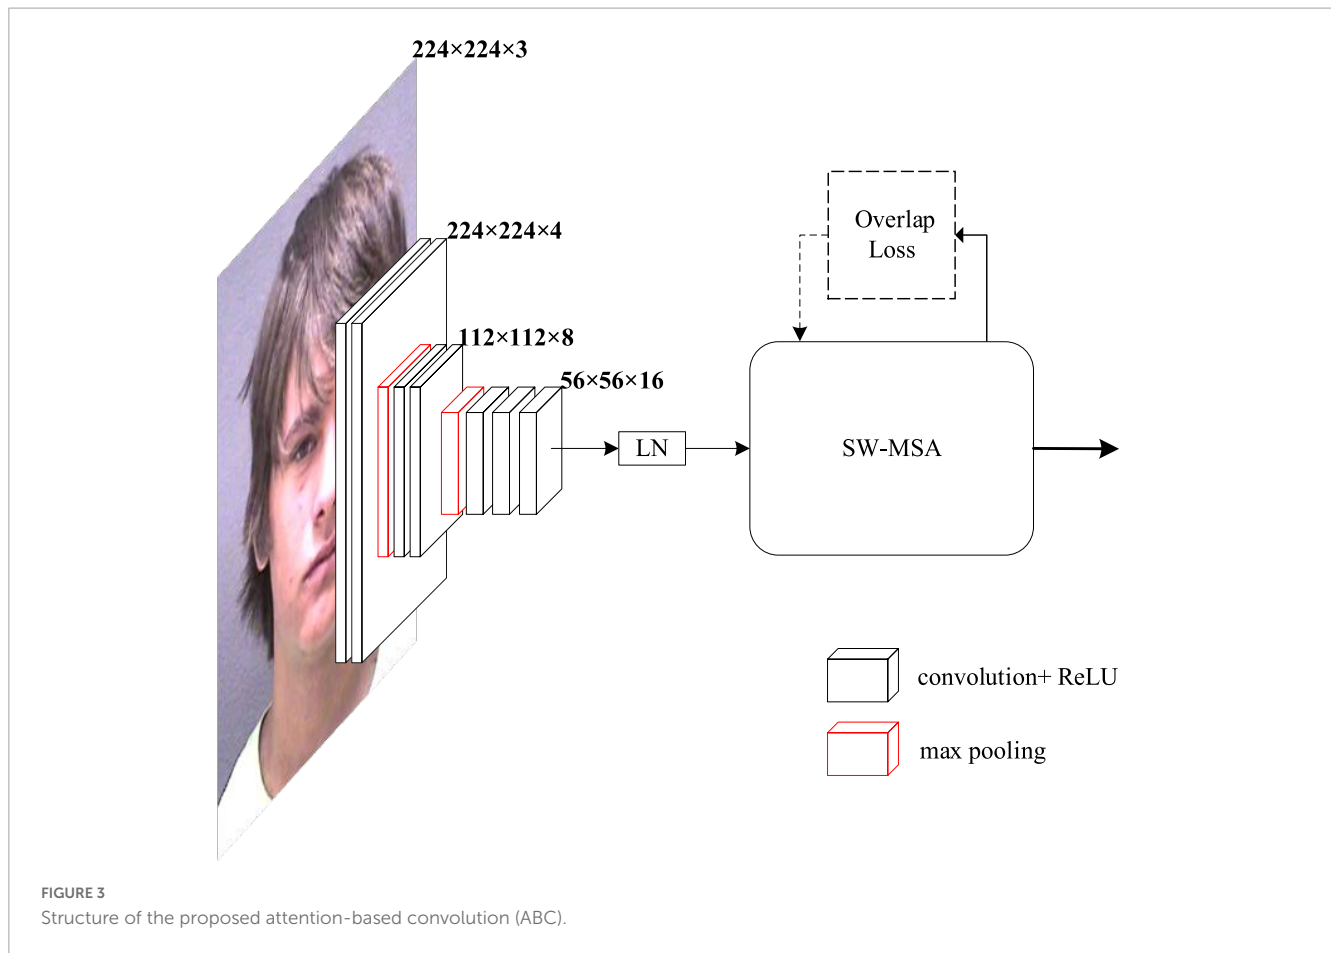 224×224×3
224×224×4
112×112×8
56×56×16
Overlap
Loss
LN
SW-MSA
convolution+ ReLU
max pooling
FIGURE 3
Structure of the proposed attention-based convolution (ABC).